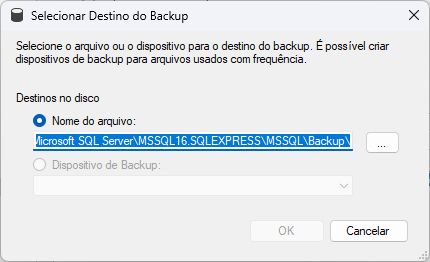 Selecionar Destino do Backup
Selecione o arquivo ou o dispositivo para o destino do backup. É possível criar
dispositivos de backup para arquivos usados com frequência.
Destinos no disco
Nome do arquivo:
Microsoft SQL Server\MSSQL16.SQLEXPRESS\MSSQL\Backup\
...
Dispositivo de Backup:
OK
Cancelar